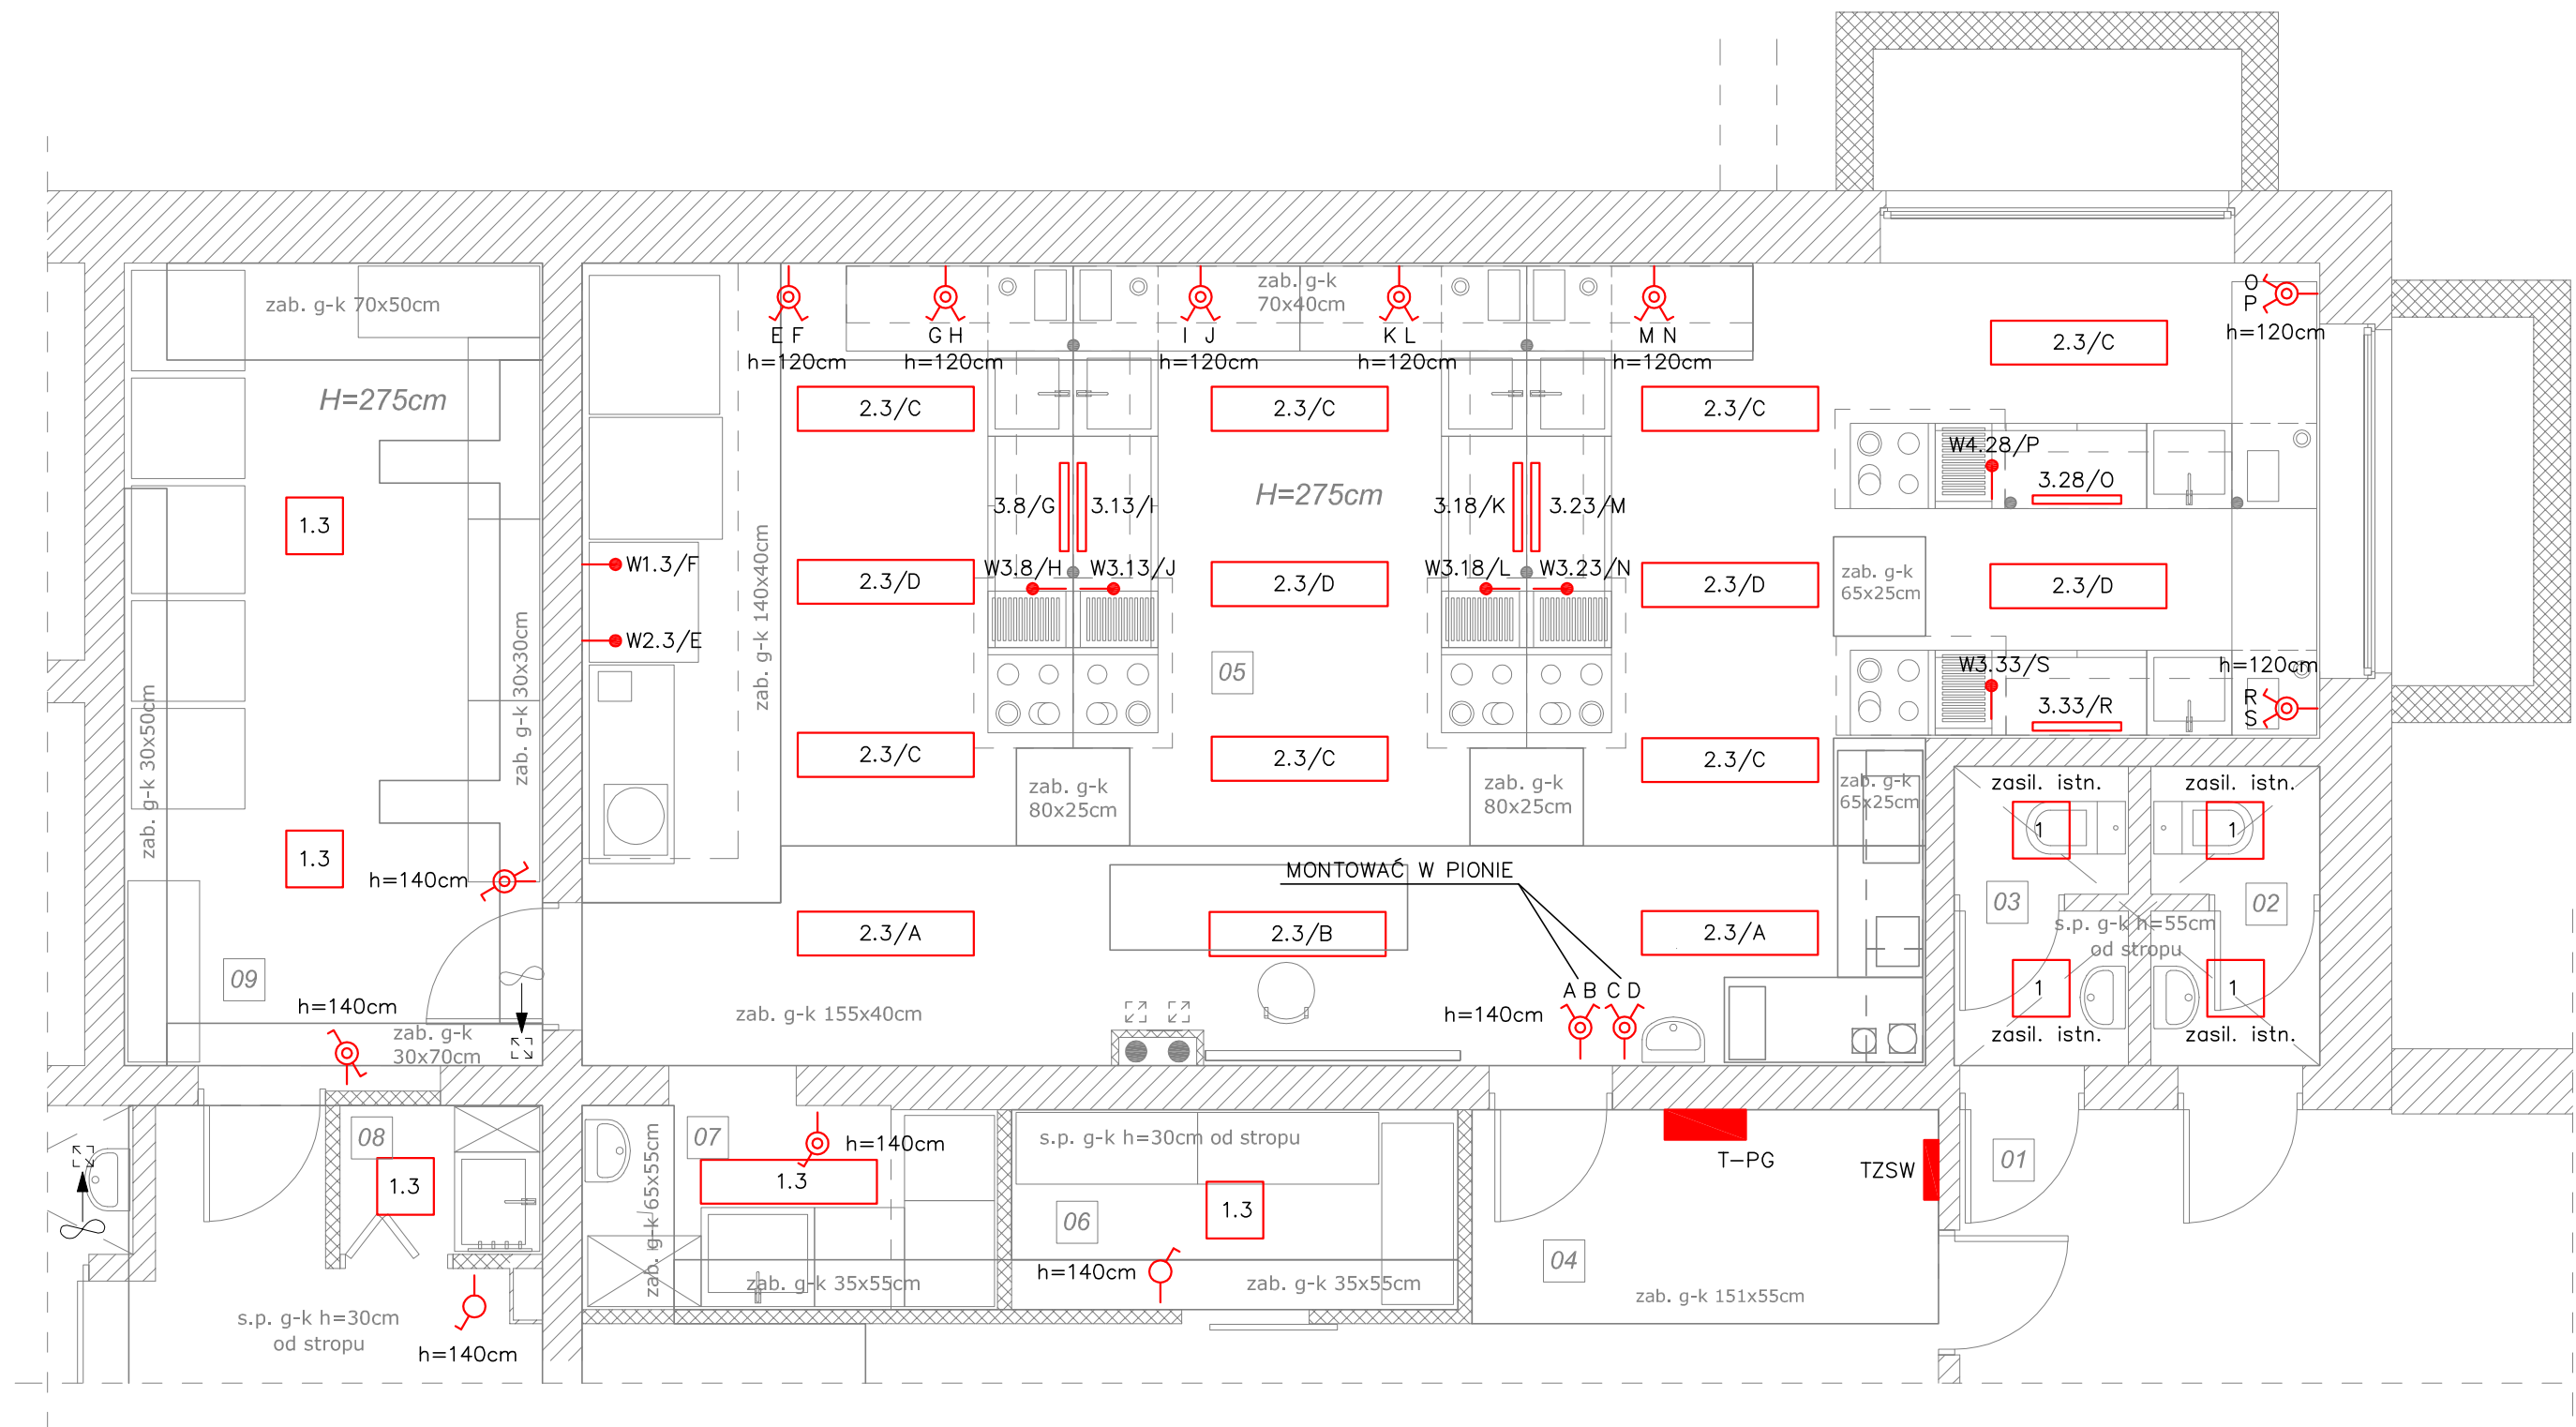 zab. g-k 70x50cm
H=275cm
1.3
1.3
zab. g-k 30x50cm
zab. g-k 30x30cm
h=140cm
09
h=140cm
zab. g-k
30x70cm
zab. g-k 140x40cm
W1.3/F
W2.3/E
E F
h=120cm
G H
h=120cm
I J
h=120cm
zab. g-k
70x40cm
K L
h=120cm
M N
h=120cm
O
P
h=120cm
2.3/C
2.3/C
2.3/C
2.3/C
3.8/G
3.13/I
H=275cm
3.18/K
3.23/M
W4.28/P
3.28/O
W3.8/H
W3.13/J
W3.18/L
W3.23/N
2.3/D
2.3/D
2.3/D
2.3/D
zab. g-k
65x25cm
05
W3.33/S
3.33/R
h=120cm
R
S
2.3/C
2.3/C
2.3/C
zab. g-k
80x25cm
zab. g-k
80x25cm
zab. g-k
65x25cm
zasil. istn.
zasil. istn.
1
1
MONTOWAĆ W PIONIE
2.3/A
2.3/B
2.3/A
03
02
s.p. g-k h=55cm
od stropu
1
1
zasil. istn.
zasil. istn.
zab. g-k 155x40cm
h=140cm
A B C D
08
1.3
07
h=140cm
1.3
zab. g-k 65x55cm
zab. g-k 35x55cm
s.p. g-k h=30cm od stropu
1.3
06
h=140cm
zab. g-k 35x55cm
T-PG
TZSW
01
04
zab. g-k 151x55cm
s.p. g-k h=30cm
od stropu
h=140cm